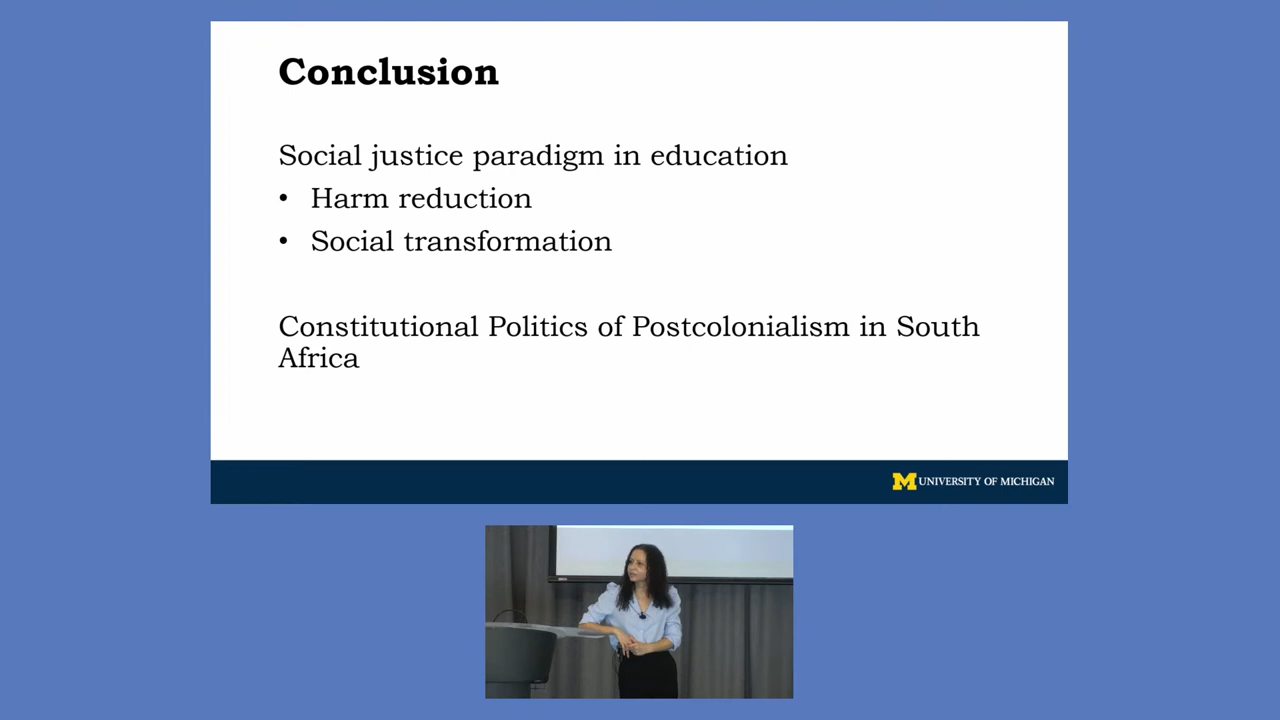 Conclusion
Social justice paradigm in education
• Harm reduction
• Social transformation
Constitutional Politics of Postcolonialism in South
Africa
M UNIVERSITY OF MICHIGAN